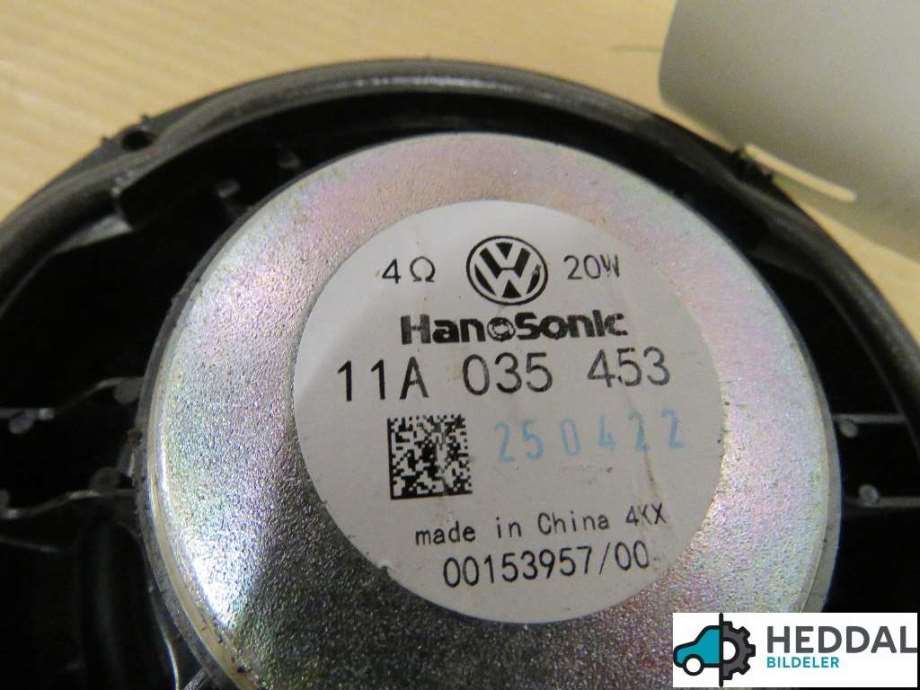 4Ω 20W
HanoSonic
11A 035 453
250422
made in China 4KX
00153957/00
HEDDAL
BILDELER